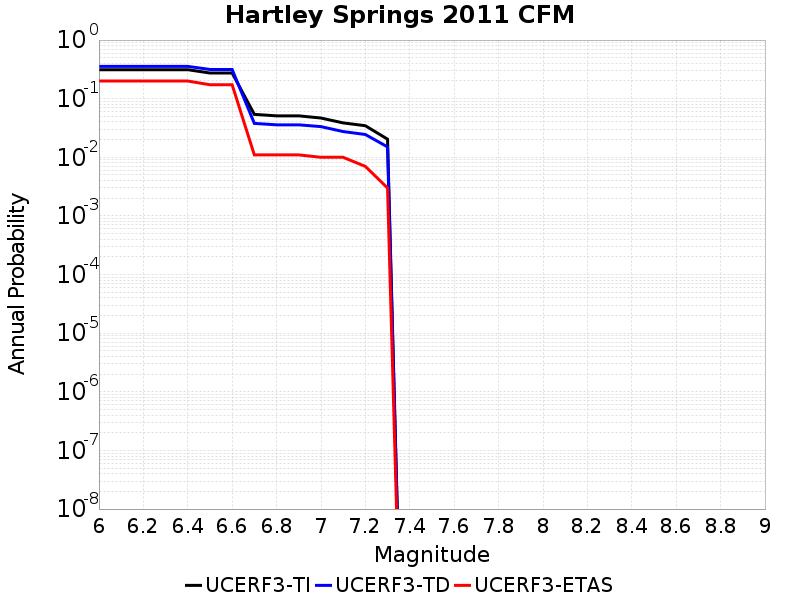 Hartley Springs 2011 CFM
Annual Probability
10^0
10^-1
10^-2
10^-3
10^-4
10^-5
10^-6
10^-7
10^-8
6 6.2 6.4 6.6 6.8 7 7.2 7.4 7.6 7.8 8 8.2 8.4 8.6 8.8 9
Magnitude
UCERF3-TI UCERF3-TD UCERF3-ETAS